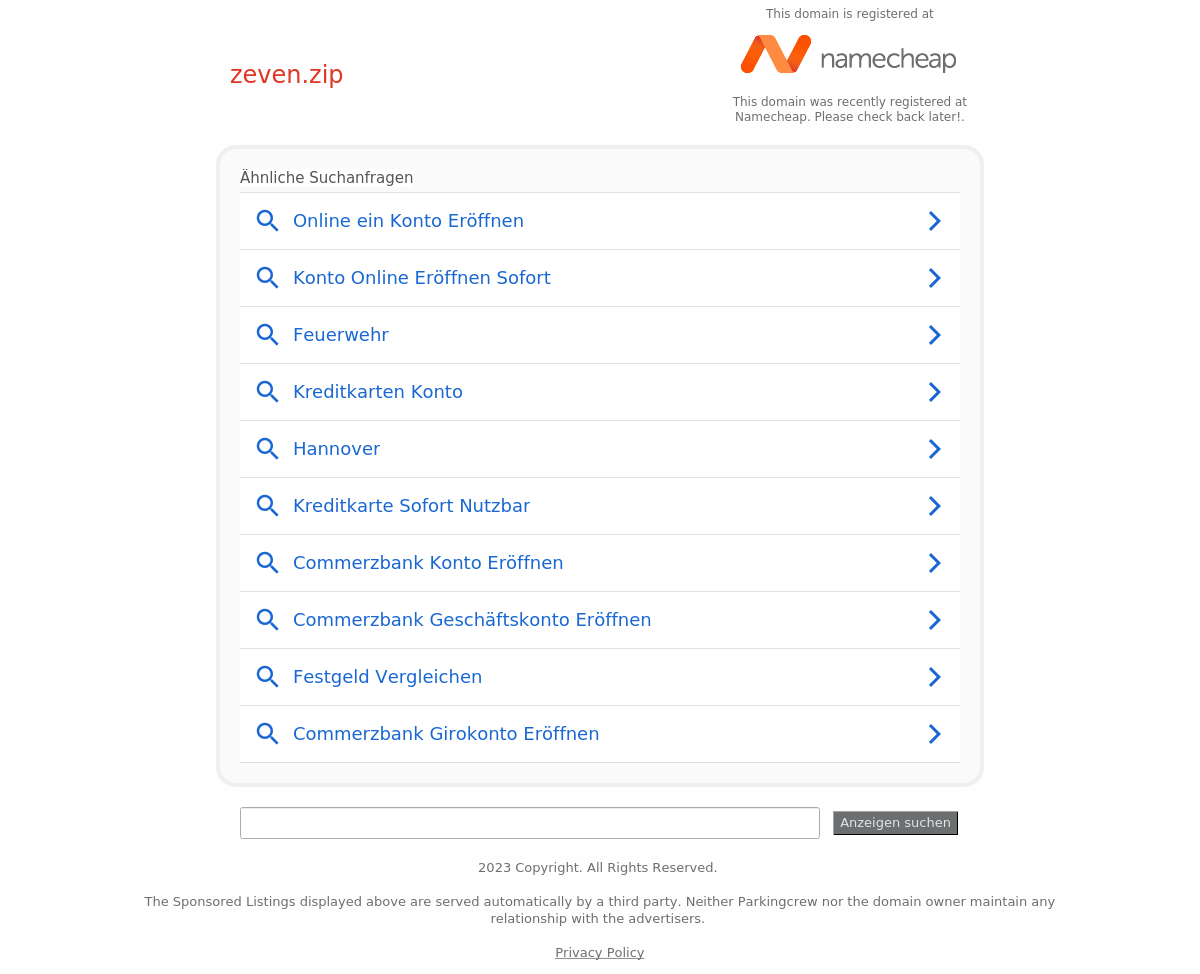 This domain is registered at
namecheap
zeven.zip
This domain was recently registered at
Namecheap. Please check back later!.
Ähnliche Suchanfragen
Online ein Konto Eröffnen
Konto Online Eröffnen Sofort
Feuerwehr
Kreditkarten Konto
Hannover
Kreditkarte Sofort Nutzbar
Commerzbank Konto Eröffnen
Commerzbank Geschäftskonto Eröffnen
Festgeld Vergleichen
Commerzbank Girokonto Eröffnen
Anzeigen suchen
2023 Copyright. All Rights Reserved.
The Sponsored Listings displayed above are served automatically by a third party. Neither Parkingcrew nor the domain owner maintain any
relationship with the advertisers.
Privacy Policy